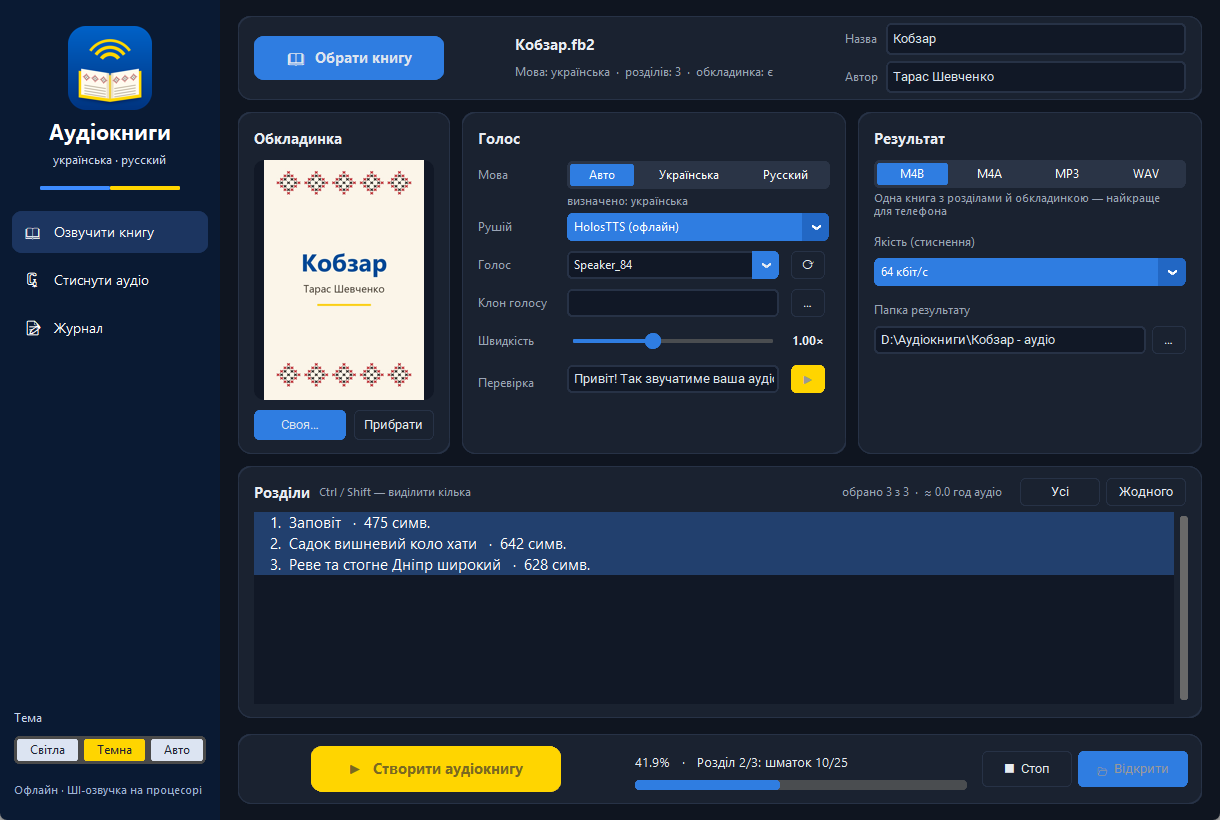 Аудіокниги
українська · русский
Озвучити книгу
Стиснути аудіо
Журнал
Тема
Світла
Темна
Авто
Офлайн · ШІ-озвучка на процесорі
Обрати книгу
Кобзар.fb2
Мова: українська · розділів: 3 · обкладинка: є
Назва
Кобзар
Автор
Тарас Шевченко
Обкладинка
Кобзар
Тарас Шевченко
Своя...
Прибрати
Голос
Мова
Авто
Українська
Русский
визначено: українська
Рушій
HolosTTS (офлайн)
Голос
Speaker_84
Клон голосу
...
Швидкість
1.00×
Перевірка
Привіт! Так звучатиме ваша аудіо
Результат
M4B
M4A
MP3
WAV
Одна книга з розділами й обкладинкою — найкраще
для телефона
Якість (стиснення)
64 кбіт/с
Папка результату
D:\Аудіокниги\Кобзар - аудіо
...
Розділи
Ctrl / Shift — виділити кілька
обрано 3 з 3 · ≈ 0.0 год аудіо
Усі
Жодного
1. Заповіт · 475 симв.
2. Садок вишневий коло хати · 642 симв.
3. Реве та стогне Дніпр широкий · 628 симв.
Створити аудіокнигу
41.9% · Розділ 2/3: шматок 10/25
Стоп
Відкрити